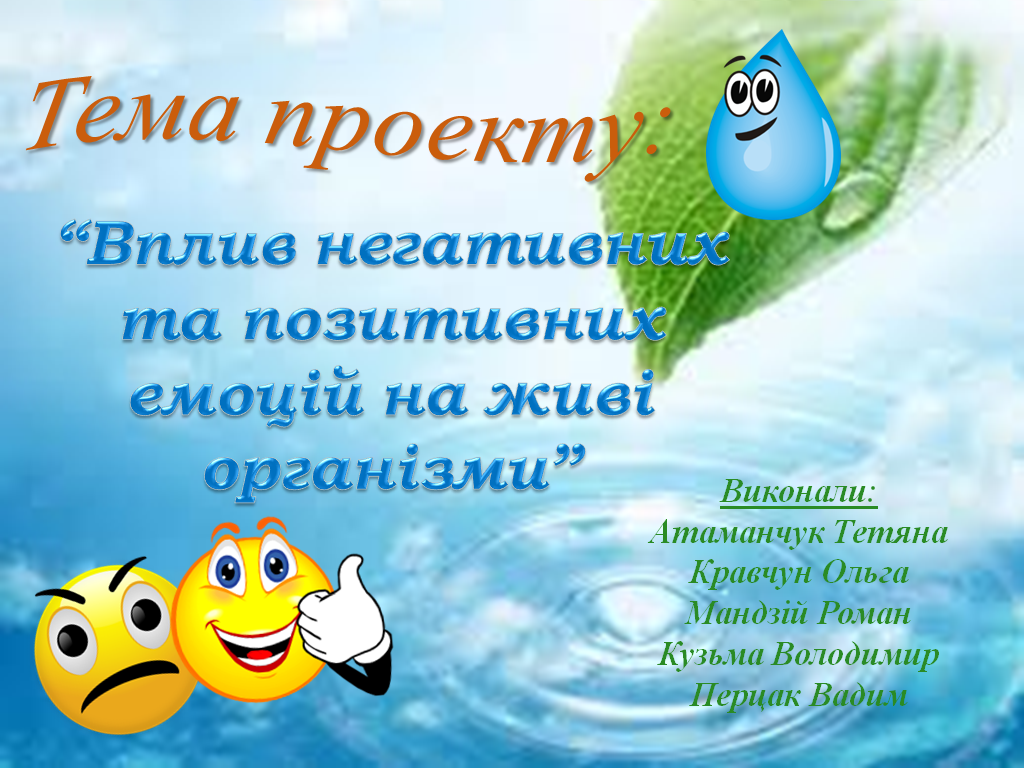 Тема проекту:
“Вплив негативних
та позитивних
емоцій на живі
організми”
Виконали:
Атаманчук Тетяна
Кравчун Ольга
Мандзій Роман
Кузьма Володимир
Перцак Вадим